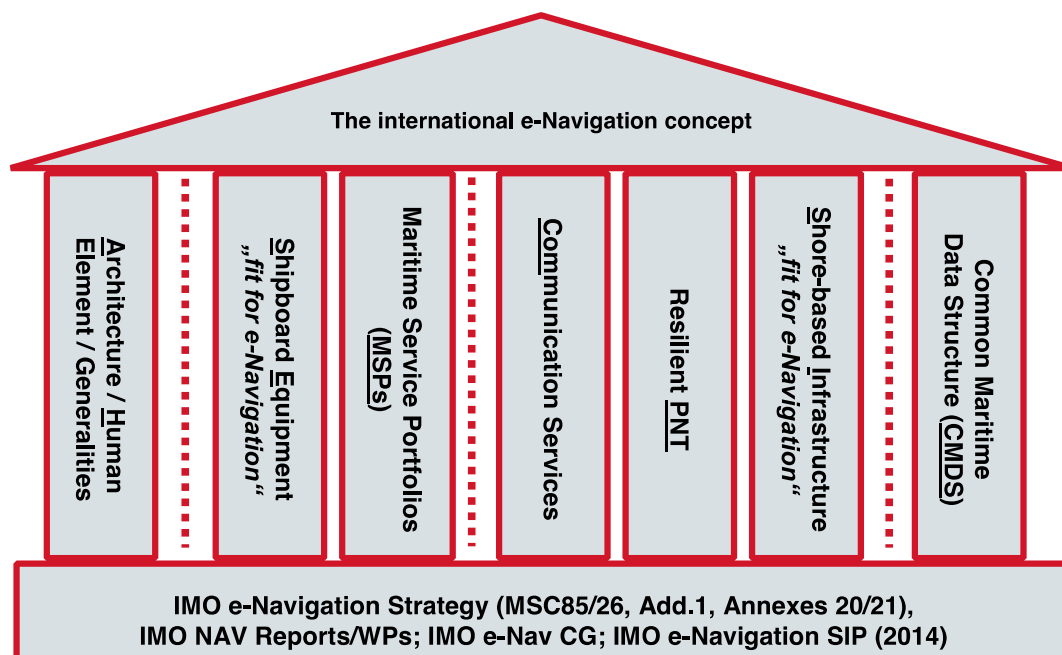 The international e-Navigation concept
Architecture / Human
Element / Generalities
Shipboard Equipment
„fit for e-Navigation“
Maritime Service Portfolios
(MSPs)
Communication Services
Resilient PNT
Shore-based Infrastructure
„fit for e-Navigation“
Common Maritime
Data Structure (CMDS)
IMO e-Navigation Strategy (MSC85/26, Add.1, Annexes 20/21),
IMO NAV Reports/WPs; IMO e-Nav CG; IMO e-Navigation SIP (2014)